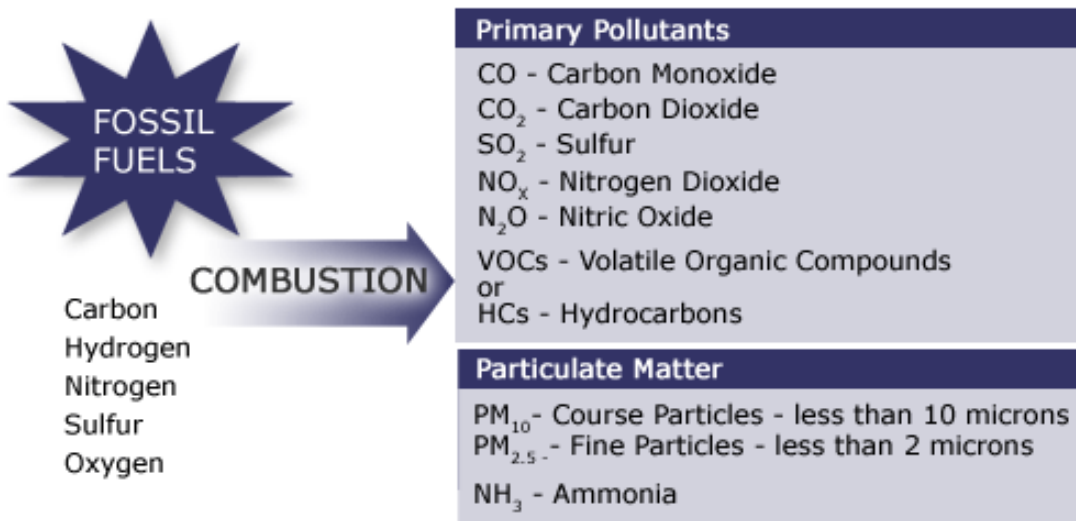 FOSSIL
FUELS
COMBUSTION
Carbon
Hydrogen
Nitrogen
Sulfur
Oxygen
Primary Pollutants
CO - Carbon Monoxide
CO₂ - Carbon Dioxide
SO₂ - Sulfur
NOₓ - Nitrogen Dioxide
N₂O - Nitric Oxide
VOCs - Volatile Organic Compounds
or
HCs - Hydrocarbons
Particulate Matter
PM₁₀- Course Particles - less than 10 microns
PM₂.₅ -- Fine Particles - less than 2 microns
NH₃ - Ammonia